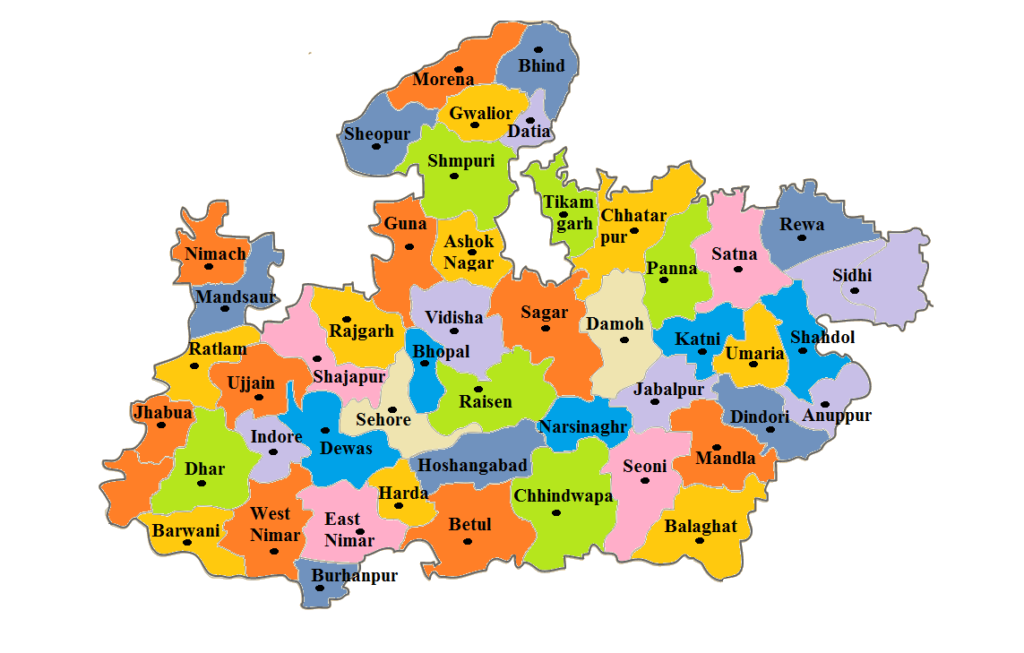 Bhind
Morena
Gwalior
Datia
Sheopur
Shmpuri
Tikam
garh
Chhatar
pur
Rewa
Guna
Ashok
Nagar
Nimach
Panna
Satna
Sidhi
Mandsaur
Vidisha
Sagar
Damoh
Rajgarh
Katni
Umaria
Shahdol
Ratlam
Bhopal
Shajapur
Ujjain
Raisen
Jabalpur
Jhabua
Sehore
Narsinaghr
Dindori
Anuppur
Indore
Dewas
Dhar
Hoshangabad
Seoni
Mandla
Harda
Chhindwapa
West
Nimar
East
Nimar
Betul
Balaghat
Barwani
Burhanpur